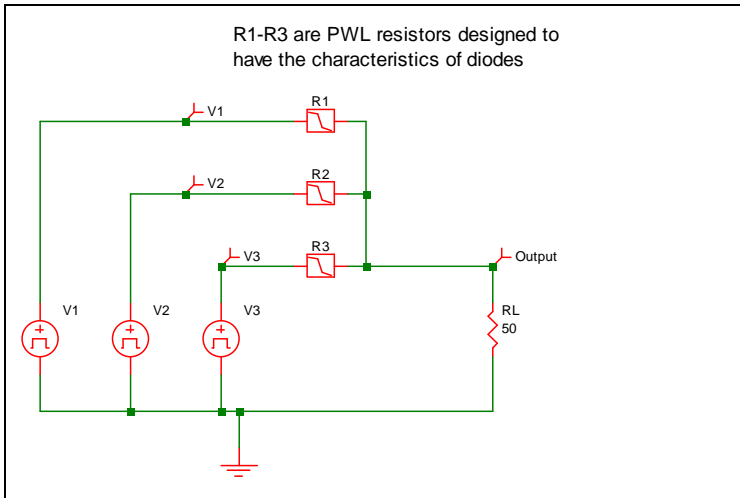 R1-R3 are PWL resistors designed to
have the characteristics of diodes
R1
V1
R2
V2
R3
V3
Output
V1
V2
V3
RL
50